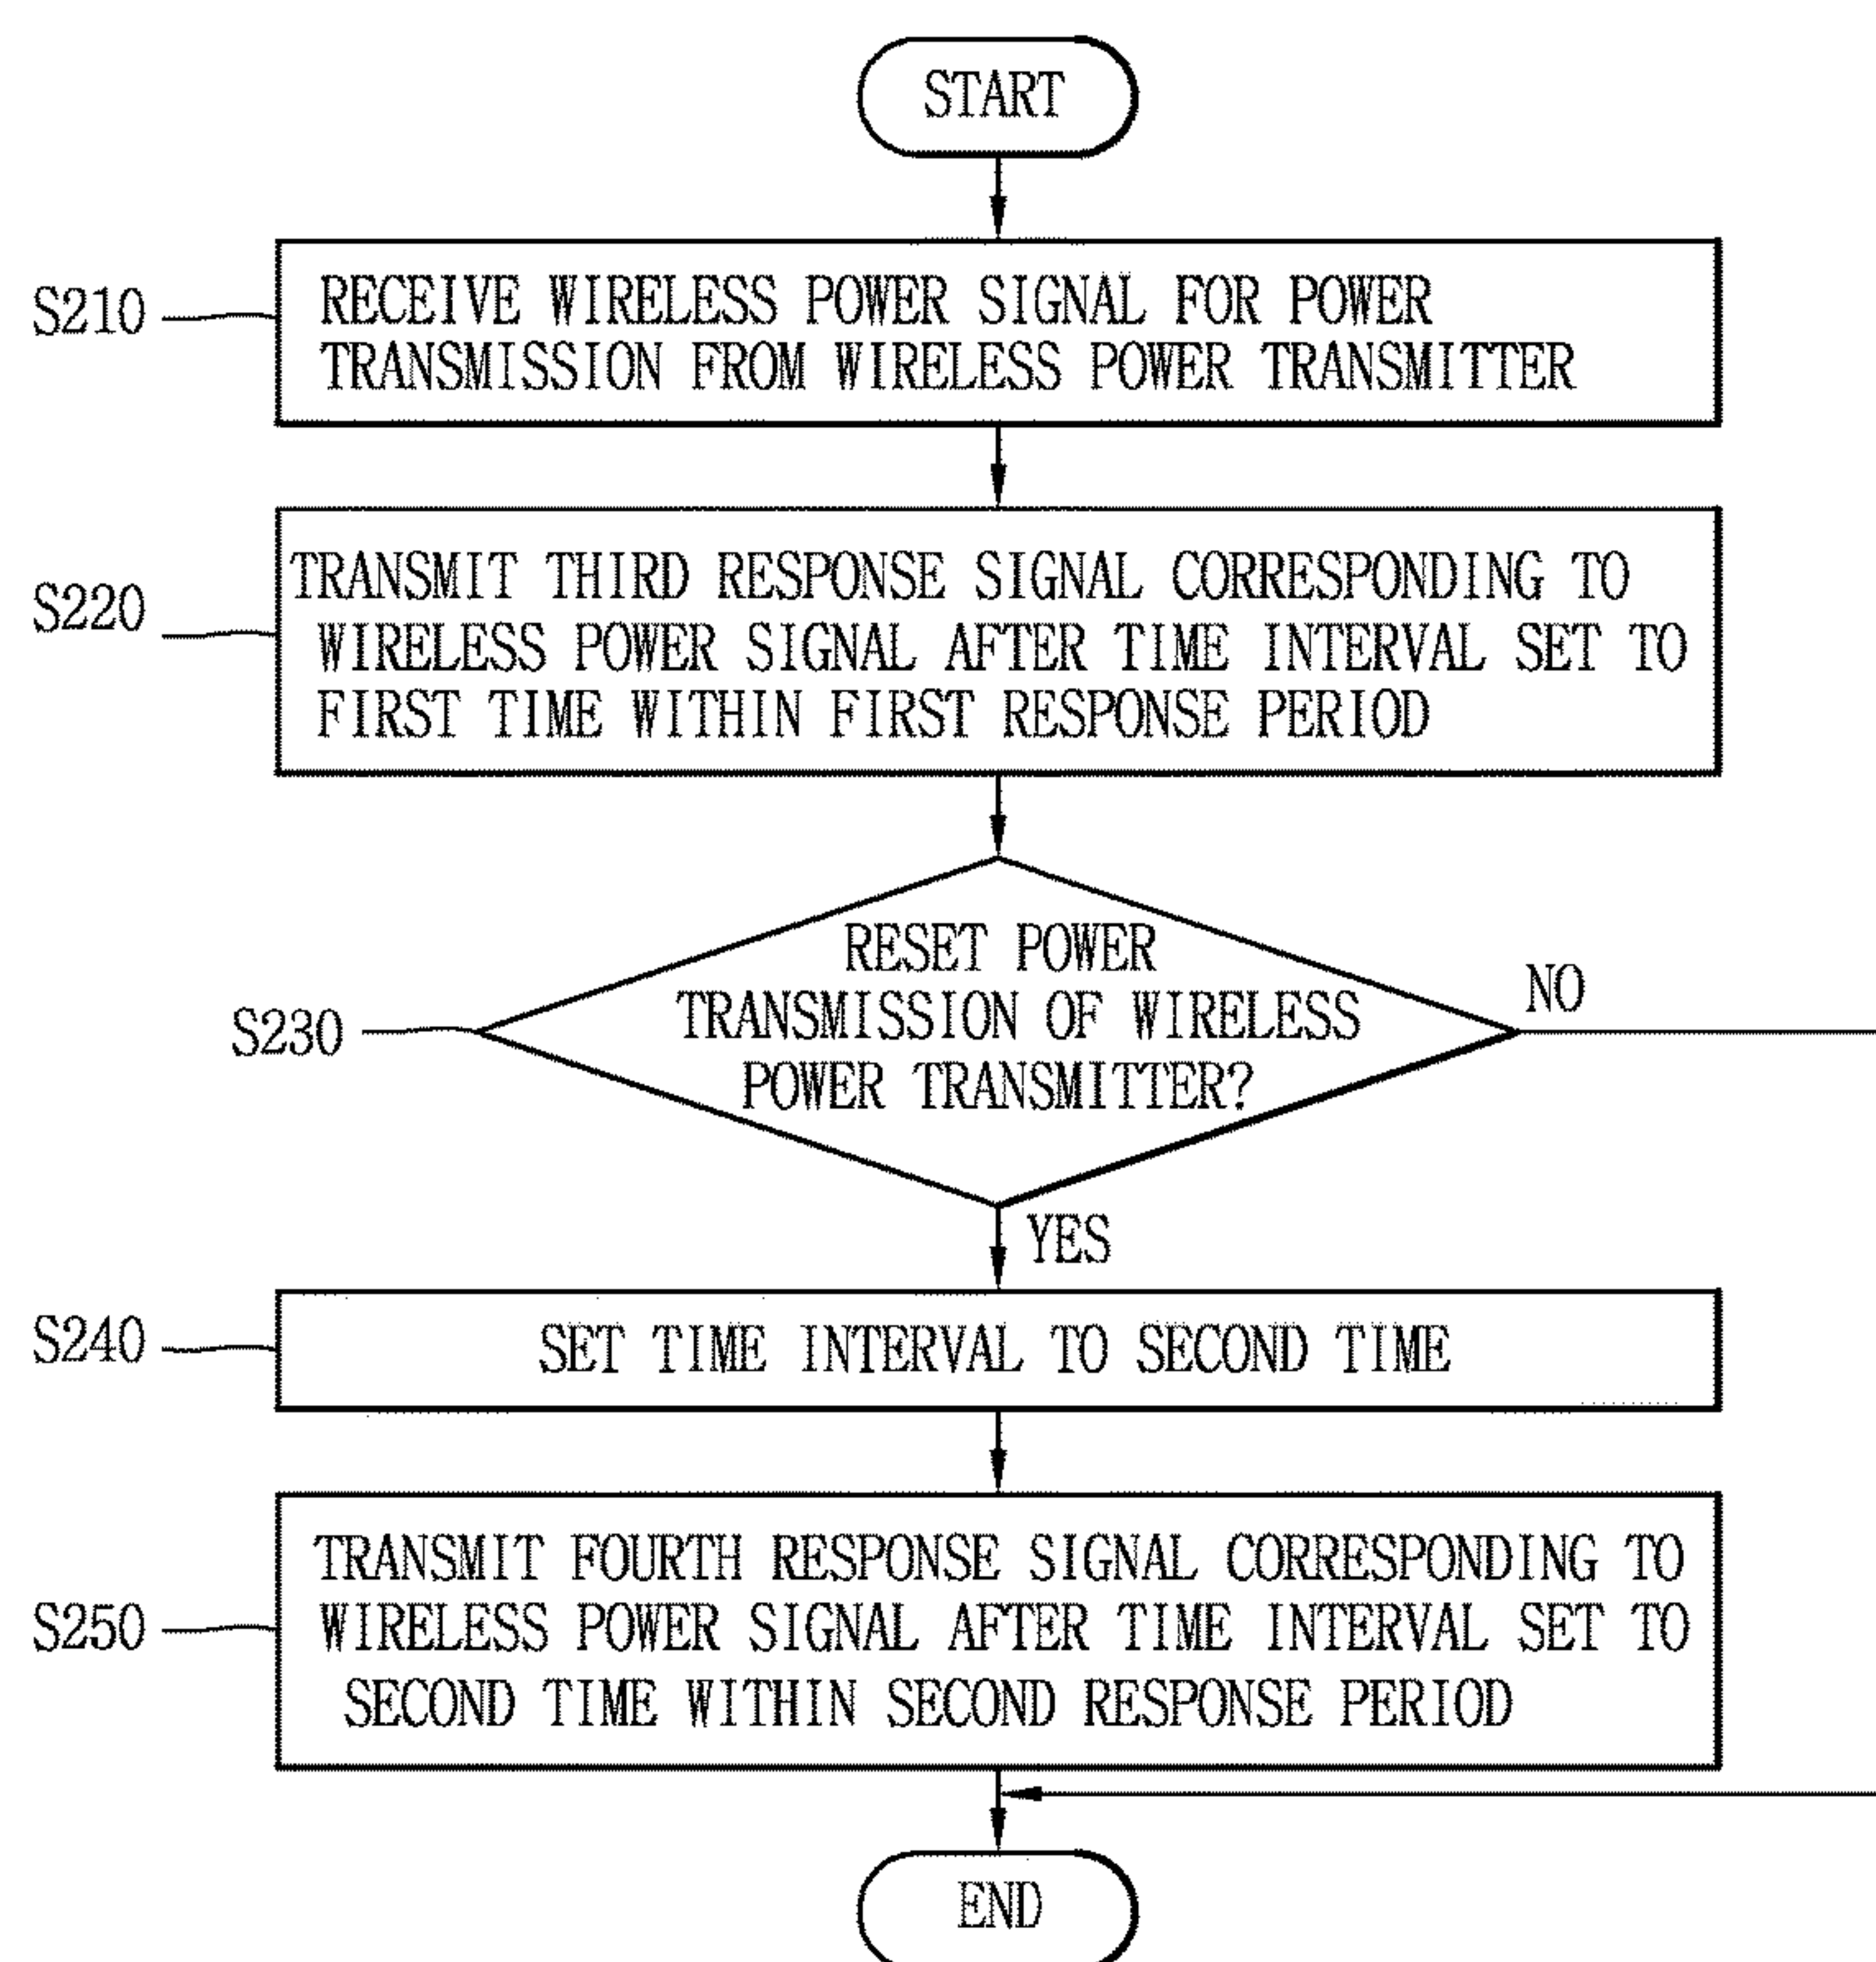 START
S210
RECEIVE WIRELESS POWER SIGNAL FOR POWER
TRANSMISSION FROM WIRELESS POWER TRANSMITTER
S220
TRANSMIT THIRD RESPONSE SIGNAL CORRESPONDING TO
WIRELESS POWER SIGNAL AFTER TIME INTERVAL SET TO
FIRST TIME WITHIN FIRST RESPONSE PERIOD
S230
RESET POWER
TRANSMISSION OF WIRELESS
POWER TRANSMITTER?
NO
YES
S240
SET TIME INTERVAL TO SECOND TIME
S250
TRANSMIT FOURTH RESPONSE SIGNAL CORRESPONDING TO
WIRELESS POWER SIGNAL AFTER TIME INTERVAL SET TO
SECOND TIME WITHIN SECOND RESPONSE PERIOD
END